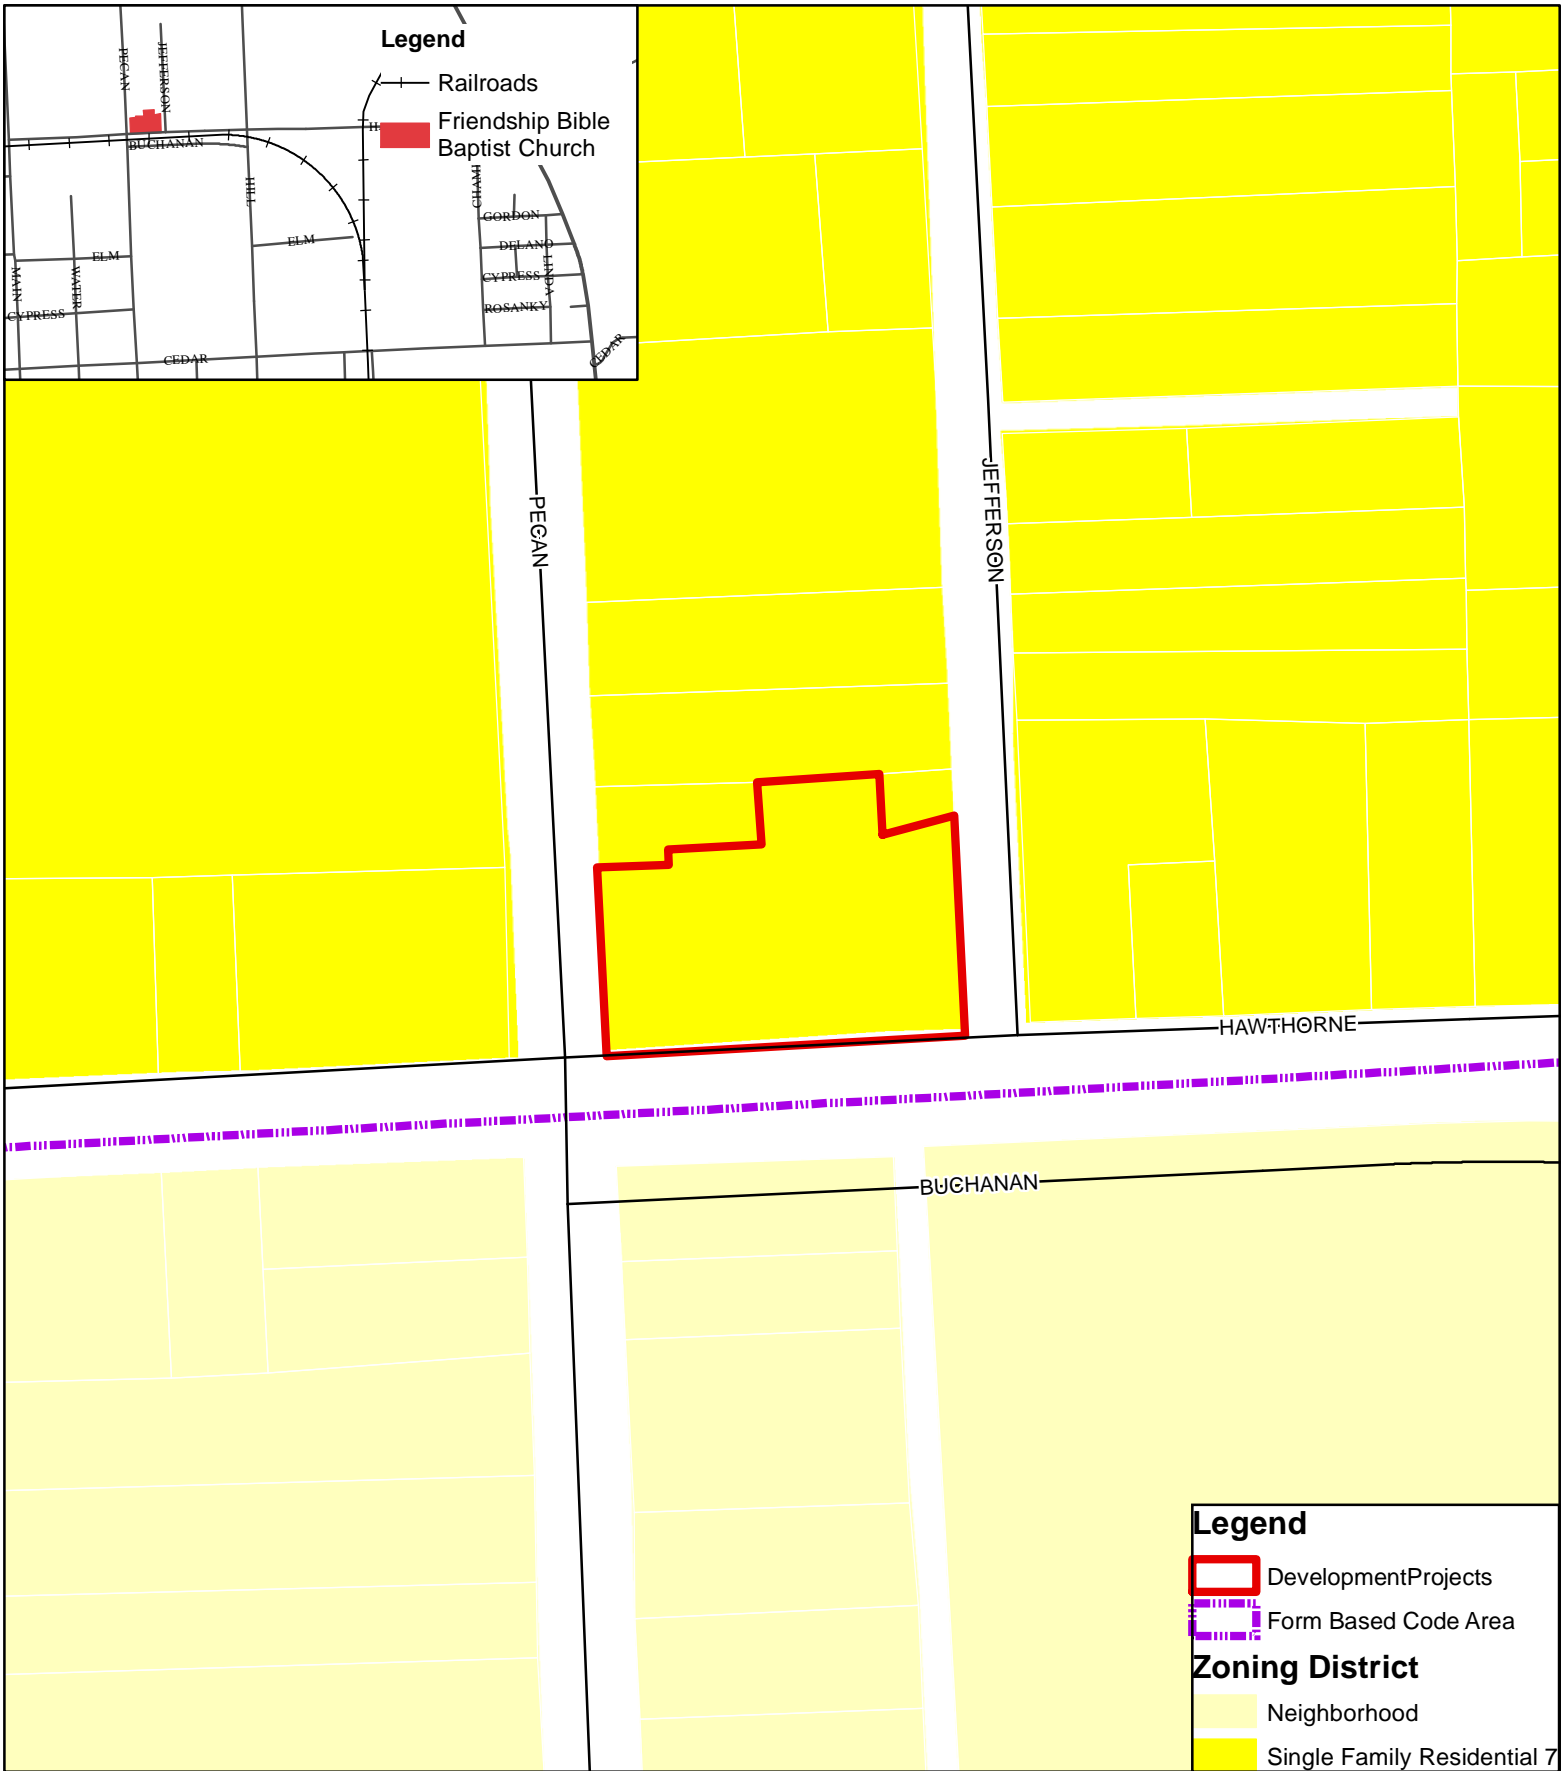 Legend
Railroads
Friendship Bible
Baptist Church
PECAN
JEFFERSON
BUCHANAN
HILL
ELM
ELM
MAIN
WATER
CYPRESS
CEDAR
GORDON
DELANO
CYPRESS
LINDA
ROSANKY
CEDAR
PECAN
JEFFERSON
HAWTHORNE
BUCHANAN
Legend
DevelopmentProjects
Form Based Code Area
Zoning District
Neighborhood
Single Family Residential 7